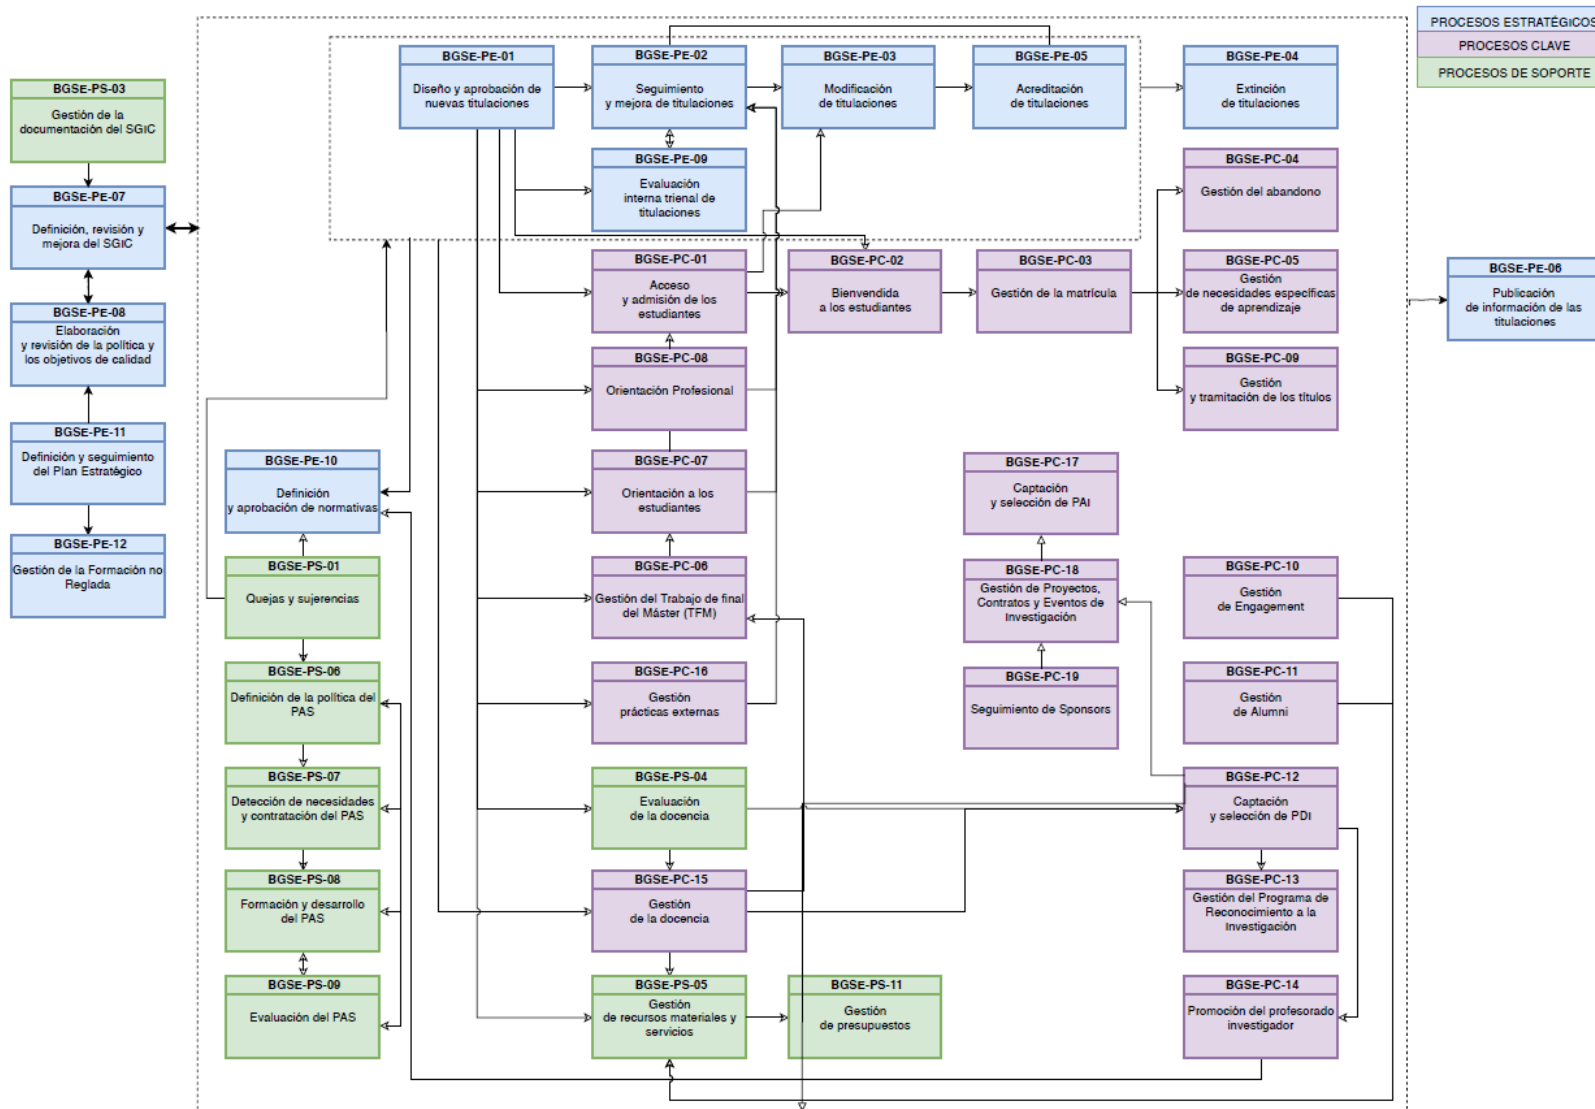 PROCESOS ESTRATÉGICOS
PROCESOS CLAVE
PROCESOS DE SOPORTE
BGSE-PS-03
Gestión de la
documentación del SGIC
BGSE-PE-07
Definición, revisión y
mejora del SGIC
BGSE-PE-08
Elaboración
y revisión de la política y
los objetivos de calidad
BGSE-PE-11
Definición y seguimiento
del Plan Estratégico
BGSE-PE-12
Gestión de la Formación no
Reglada
BGSE-PE-01
Diseño y aprobación de
nuevas titulaciones
BGSE-PE-02
Seguimiento
y mejora de titulaciones
BGSE-PE-03
Modificación
de titulaciones
BGSE-PE-05
Acreditación
de titulaciones
BGSE-PE-04
Extinción
de titulaciones
BGSE-PE-09
Evaluación
interna trienal de
titulaciones
BGSE-PC-04
Gestión del abandono
BGSE-PC-01
Acceso
y admisión de los
estudiantes
BGSE-PC-02
Bienvendida
a los estudiantes
BGSE-PC-03
Gestión de la matrícula
BGSE-PC-05
Gestión
de necesidades específicas
de aprendizaje
BGSE-PE-06
Publicación
de información de las
titulaciones
BGSE-PC-08
Orientación Profesional
BGSE-PC-09
Gestión
y tramitación de los títulos
BGSE-PE-10
Definición
y aprobación de normativas
BGSE-PC-07
Orientación a los
estudiantes
BGSE-PC-17
Captación
y selección de PAI
BGSE-PS-01
Quejas y sujerencias
BGSE-PC-06
Gestión del Trabajo de final
del Máster (TFM)
BGSE-PC-18
Gestión de Proyectos,
Contratos y Eventos de
Investigación
BGSE-PC-10
Gestión
de Engagement
BGSE-PS-06
Definición de la política del
PAS
BGSE-PC-16
Gestión
prácticas externas
BGSE-PC-19
Seguimiento de Sponsors
BGSE-PC-11
Gestión
de Alumni
BGSE-PS-07
Detección de necesidades
y contratación del PAS
BGSE-PS-04
Evaluación
de la docencia
BGSE-PC-12
Captación
y selección de PDI
BGSE-PS-08
Formación y desarrollo
del PAS
BGSE-PC-15
Gestión
de la docencia
BGSE-PC-13
Gestión del Programa de
Reconocimiento a la
Investigación
BGSE-PS-09
Evaluación del PAS
BGSE-PS-05
Gestión
de recursos materiales y
servicios
BGSE-PS-11
Gestión
de presupuestos
BGSE-PC-14
Promoción del profesorado
investigador